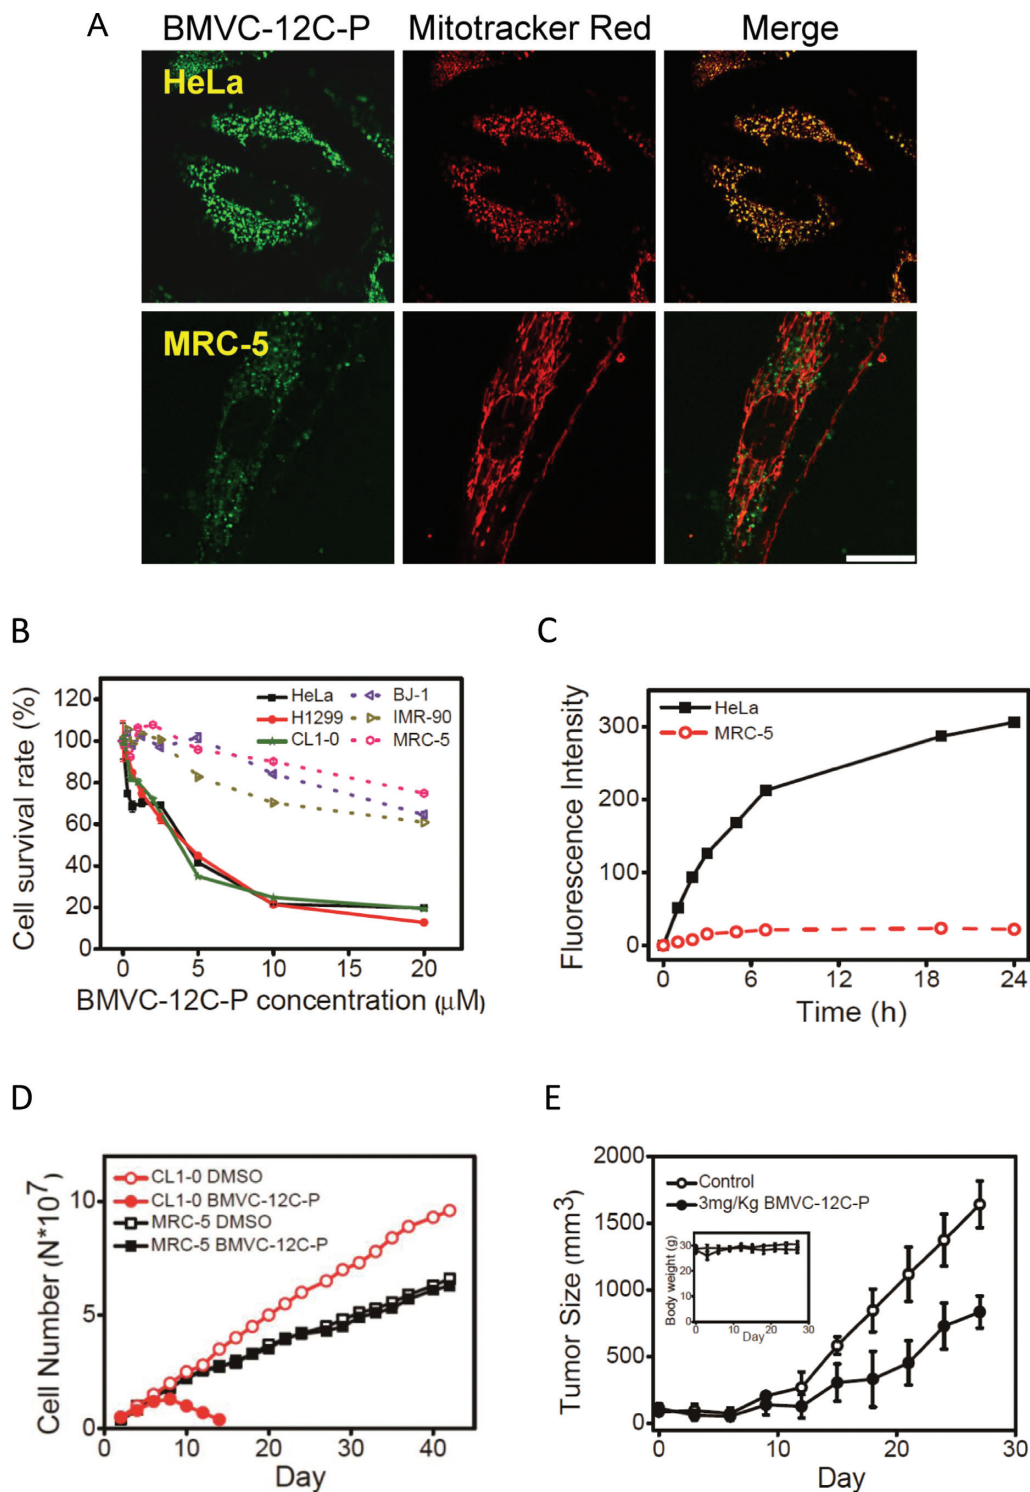 A
BMVC-12C-P Mitotracker Red Merge
HeLa
MRC-5
B
Cell survival rate (%)
120
100
80
60
40
20
0
HeLa BJ-1
H1299 IMR-90
CL1-0 MRC-5
0 5 10 15 20
BMVC-12C-P concentration (μM)
C
Fluorescence Intensity
300
200
100
0
HeLa
MRC-5
0 6 12 18 24
Time (h)
D
Cell Number (N*10^7)
10
5
0
CL1-0 DMSO
CL1-0 BMVC-12C-P
MRC-5 DMSO
MRC-5 BMVC-12C-P
0 10 20 30 40
Day
E
Tumor Size (mm3)
2000
1500
1000
500
0
Control
3mg/Kg BMVC-12C-P
Body weight (g)
30
20
10
0
0 10 20 30
Day
0 10 20 30
Day